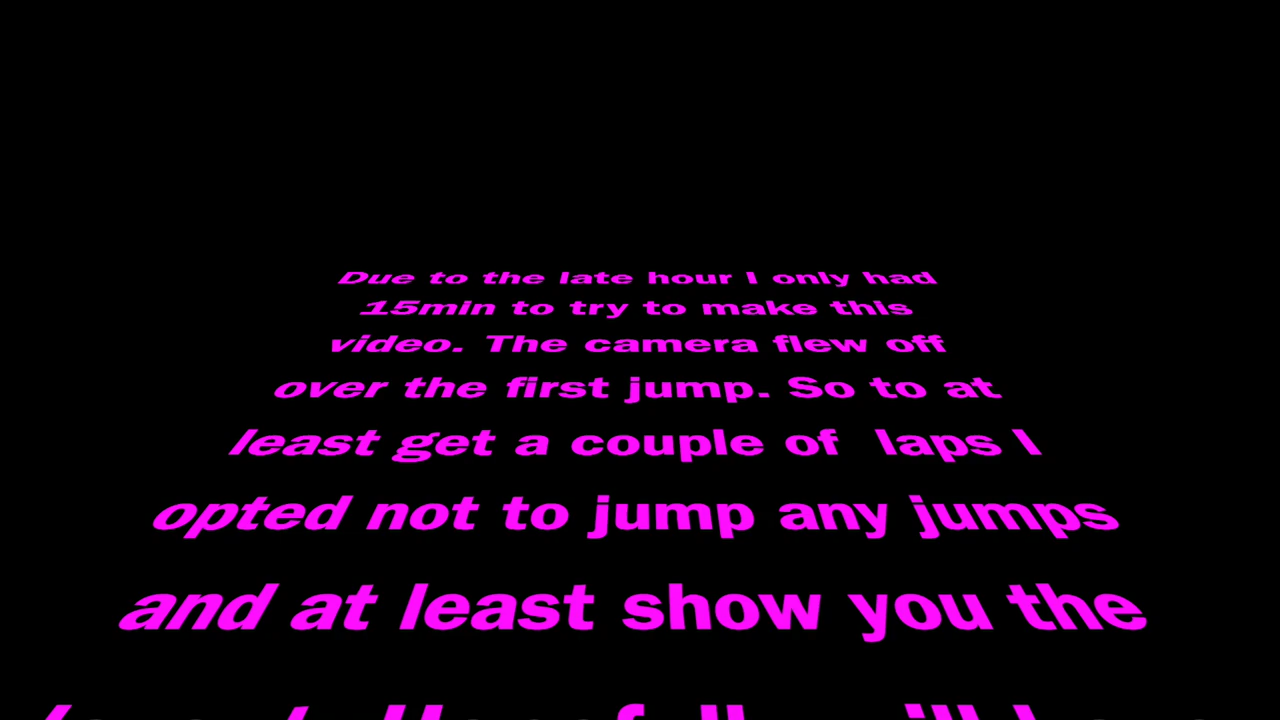 Due to the late hour I only had
15min to try to make this
video. The camera flew off
over the first jump. So to at
least get a couple of  laps I
opted not to jump any jumps
and at least show you the